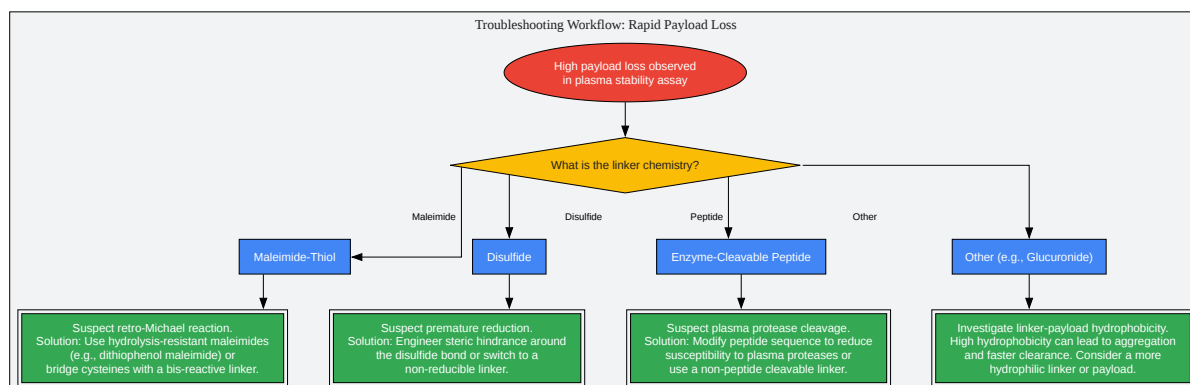 Troubleshooting Workflow: Rapid Payload Loss
High payload loss observed
in plasma stability assay
What is the linker chemistry?
Maleimide
Disulfide
Peptide
Other
Maleimide-Thiol
Disulfide
Enzyme-Cleavable Peptide
Other (e.g., Glucuronide)
Suspect retro-Michael reaction.
Solution: Use hydrolysis-resistant maleimides
(e.g., dithiophenol maleimide) or
bridge cysteines with a bis-reactive linker.
Suspect premature reduction.
Solution: Engineer steric hindrance around
the disulfide bond or switch to a
non-reducible linker.
Suspect plasma protease cleavage.
Solution: Modify peptide sequence to reduce
susceptibility to plasma proteases or
use a non-peptide cleavable linker.
Investigate linker-payload hydrophobicity.
High hydrophobicity can lead to aggregation
and faster clearance. Consider a more
hydrophilic linker or payload.